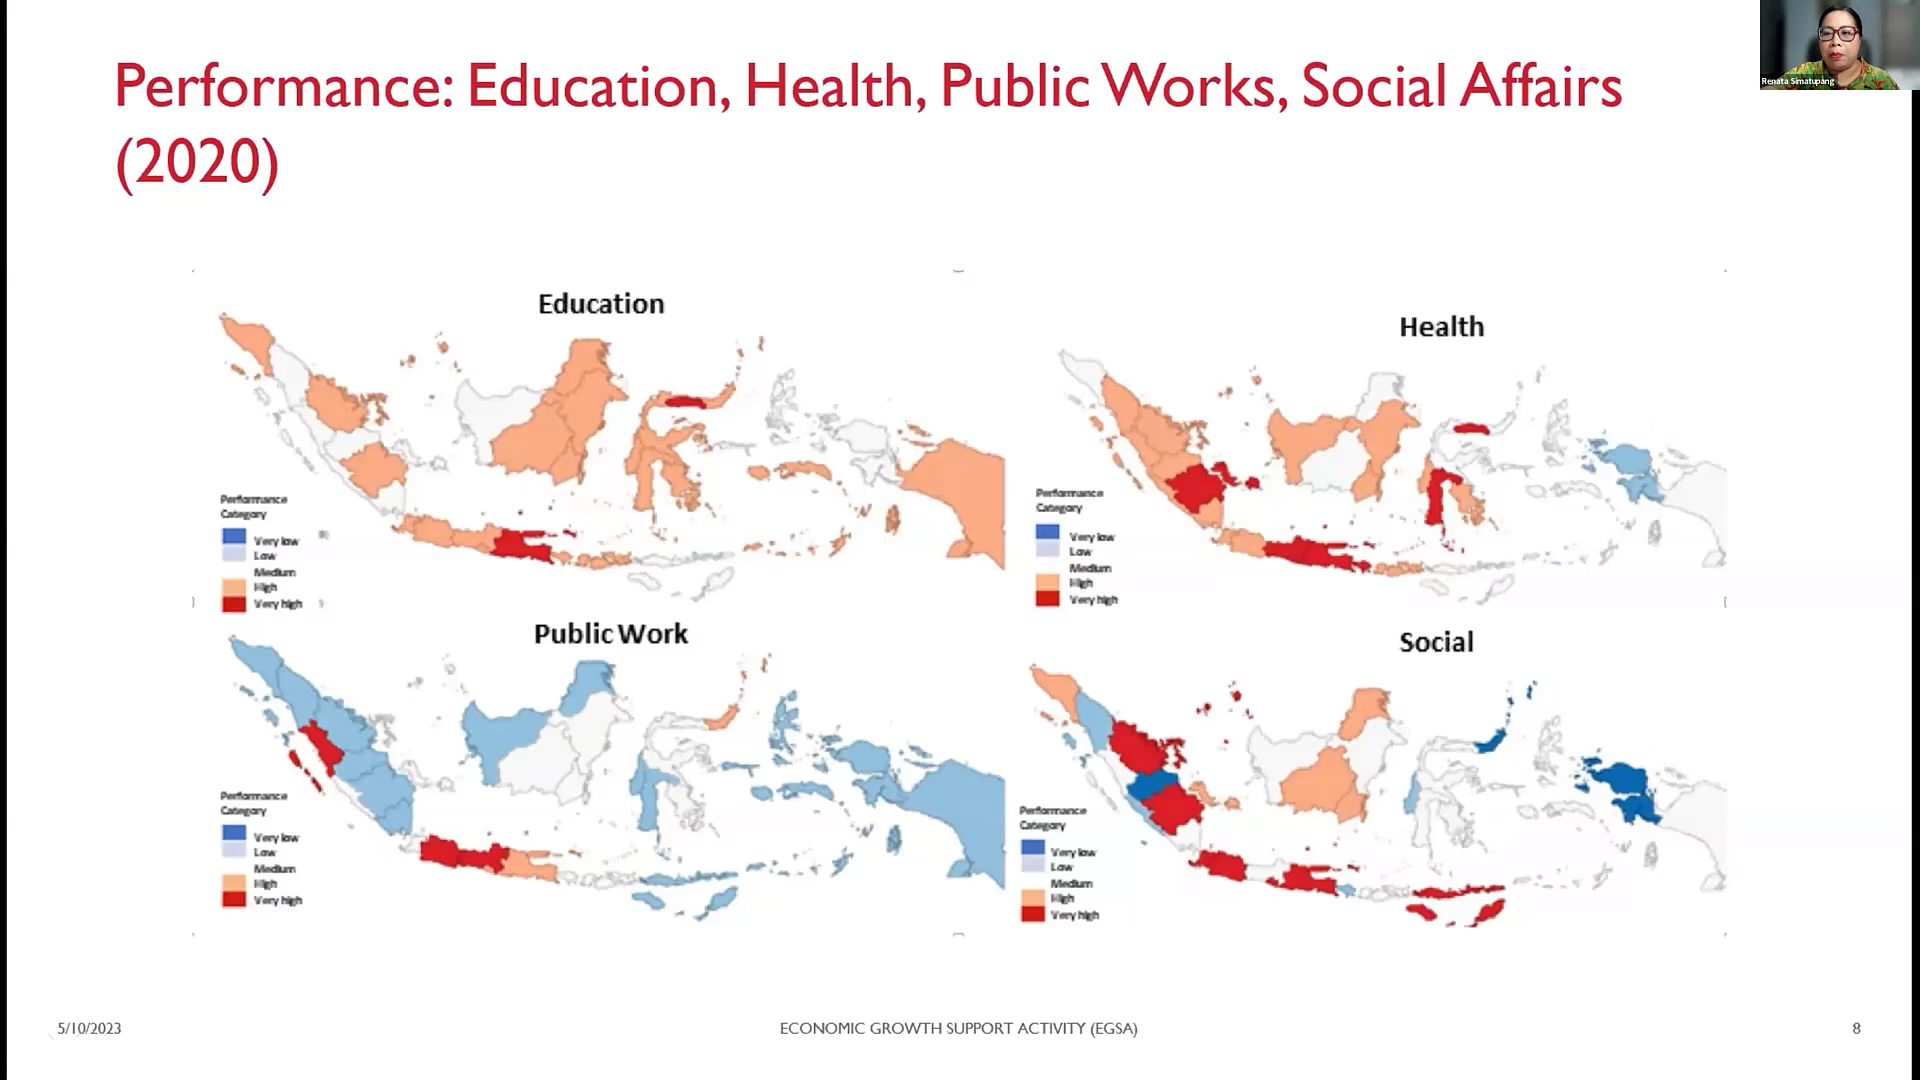 Performance: Education, Health, Public Works, Social Affairs
(2020)
Renata Simatupang
Education
Performance
Category
Very low
Low
Medium
High
Very high
Health
Performance
Category
Very low
Low
Medium
High
Very high
Public Work
Performance
Category
Very low
Low
Medium
High
Very high
Social
Performance
Category
Very low
Low
Medium
High
Very high
5/10/2023
ECONOMIC GROWTH SUPPORT ACTIVITY (EGSA)
8